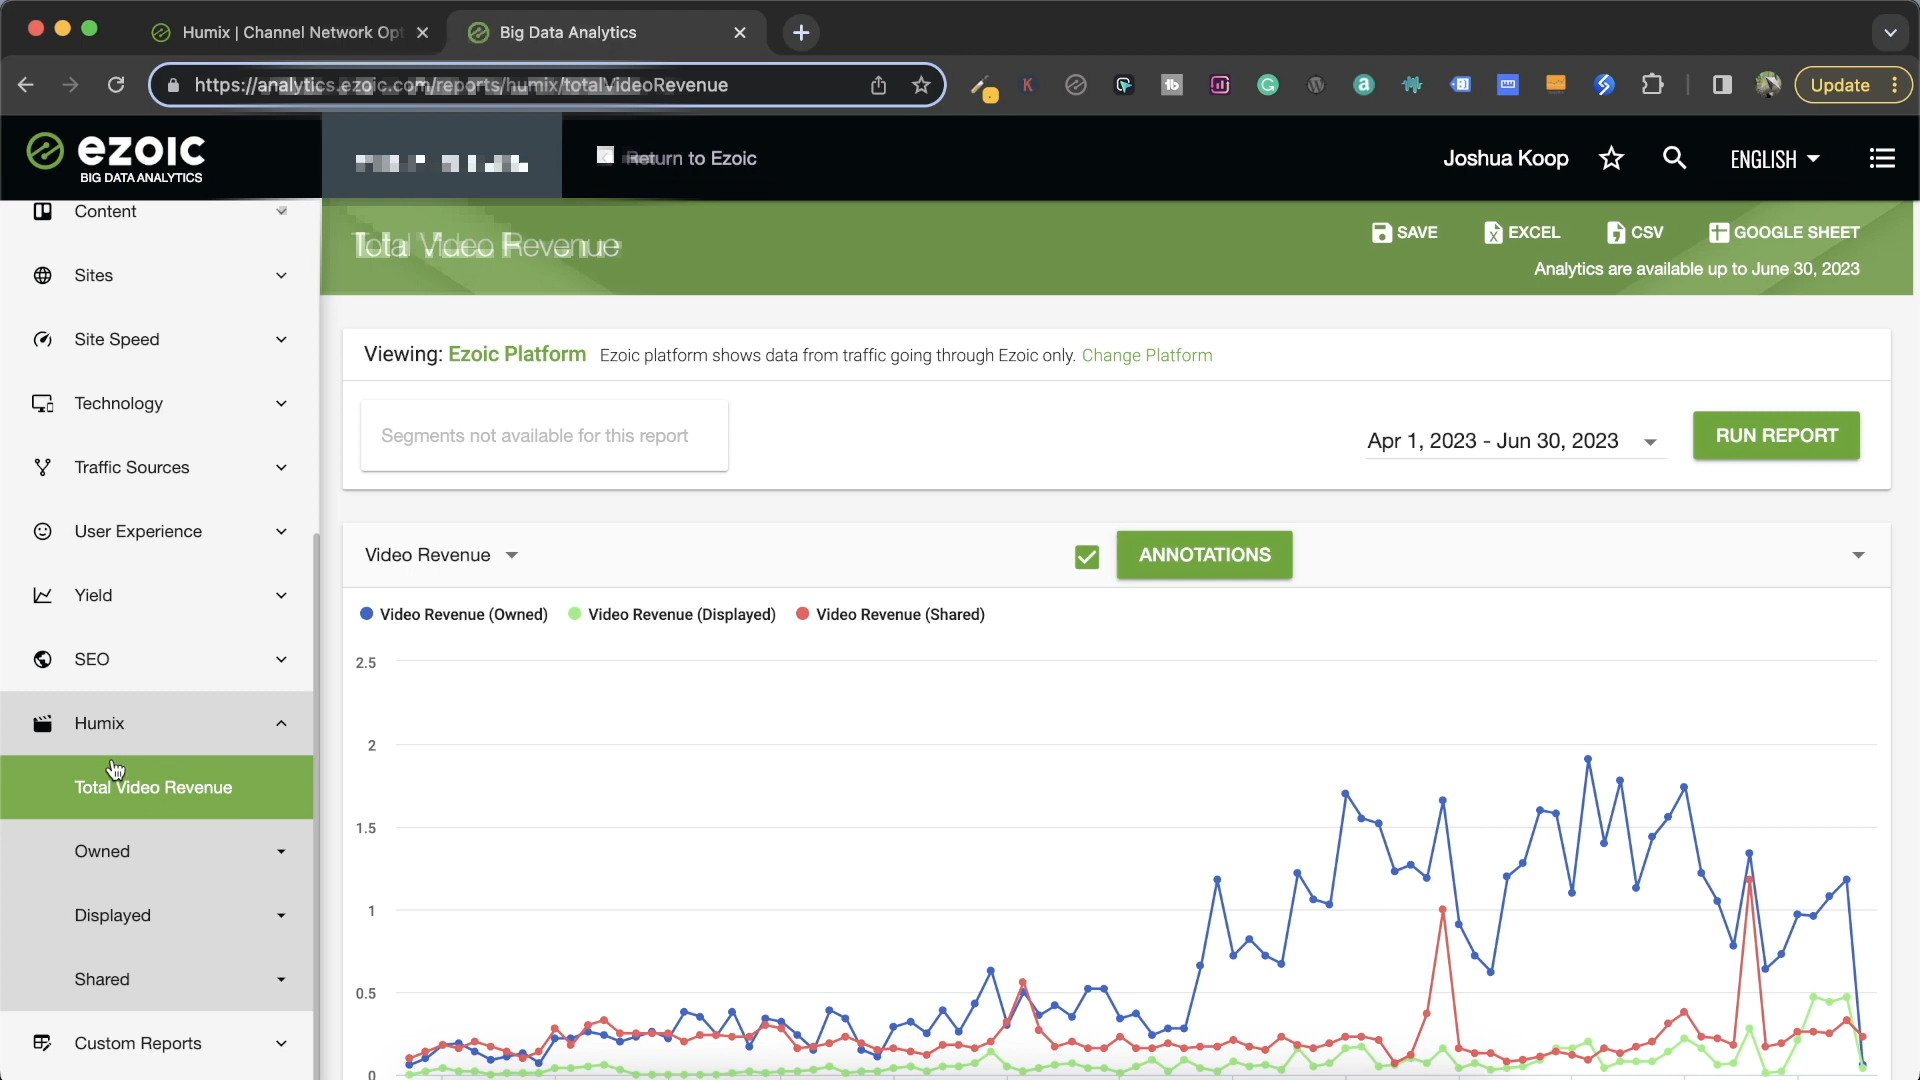 Humix | Channel Network Opt
Big Data Analytics
https://analytics.ezoic.com/reports/humix/totalVideoRevenue
Update
ezoic
BIG DATA ANALYTICS
Return to Ezoic
Joshua Koop
ENGLISH
Content
Sites
Site Speed
Technology
Traffic Sources
User Experience
Yield
SEO
Humix
Total Video Revenue
Owned
Displayed
Shared
Custom Reports
Total Video Revenue
SAVE
EXCEL
CSV
GOOGLE SHEET
Analytics are available up to June 30, 2023
Viewing: Ezoic Platform Ezoic platform shows data from traffic going through Ezoic only. Change Platform
Segments not available for this report
Apr 1, 2023 - Jun 30, 2023
RUN REPORT
Video Revenue
ANNOTATIONS
Video Revenue (Owned) Video Revenue (Displayed) Video Revenue (Shared)
2.5
2
1.5
1
0.5
0